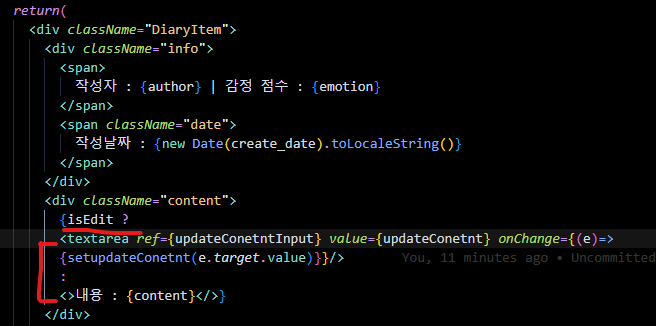 return(
<div className="DiaryItem">
<div className="info">
<span>
작성자 : {author} | 감정 점수 : {emotion}
</span>
<span className="date">
작성날짜 : {new Date(create_date).toLocaleString()}
</span>
</div>
<div className="content">
{isEdit ?
<textarea ref={updateConetntInput} value={updateConetnt} onChange={(e)=>
{setupdateConetnt(e.target.value)}}/> You, 11 minutes ago • Uncommitted
:
<>내용 : {content}</>}
</div>